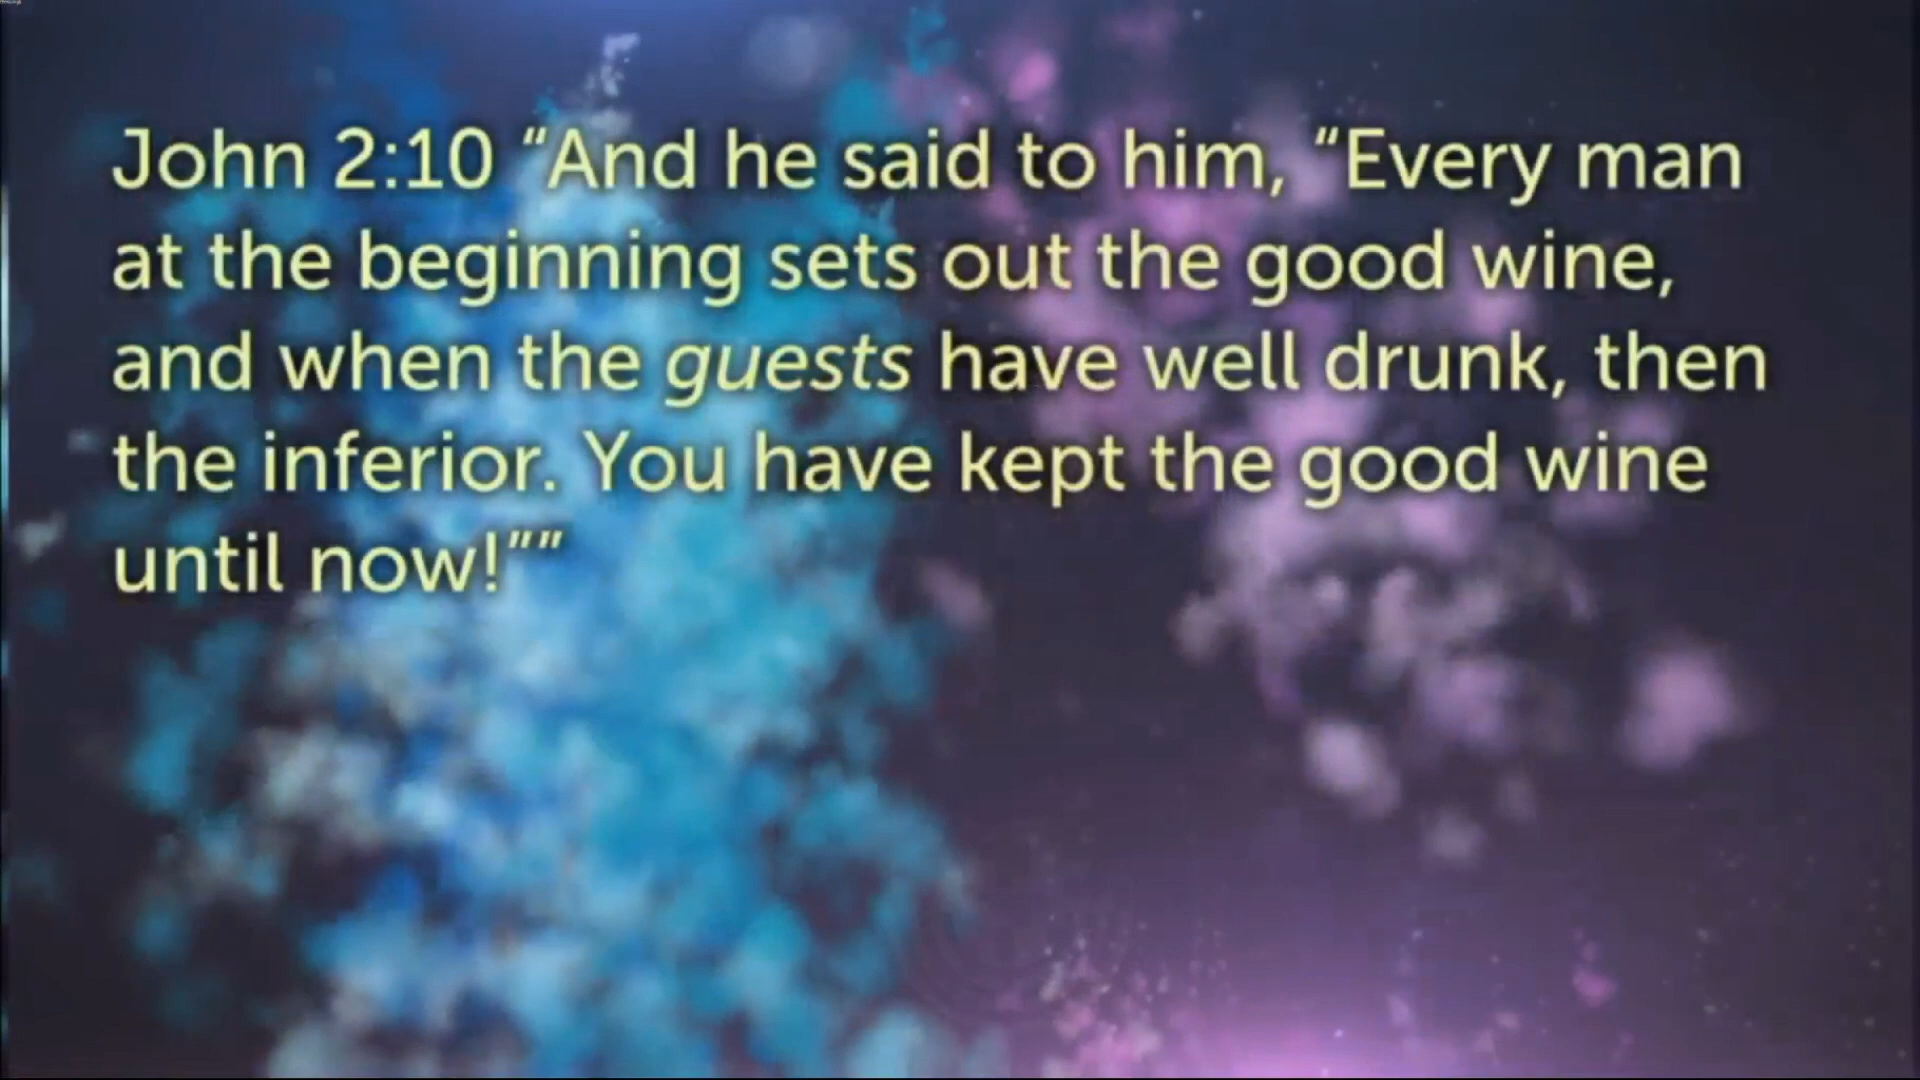 John 2:10 “And he said to him, “Every man
at the beginning sets out the good wine,
and when the guests have well drunk, then
the inferior. You have kept the good wine
until now!””